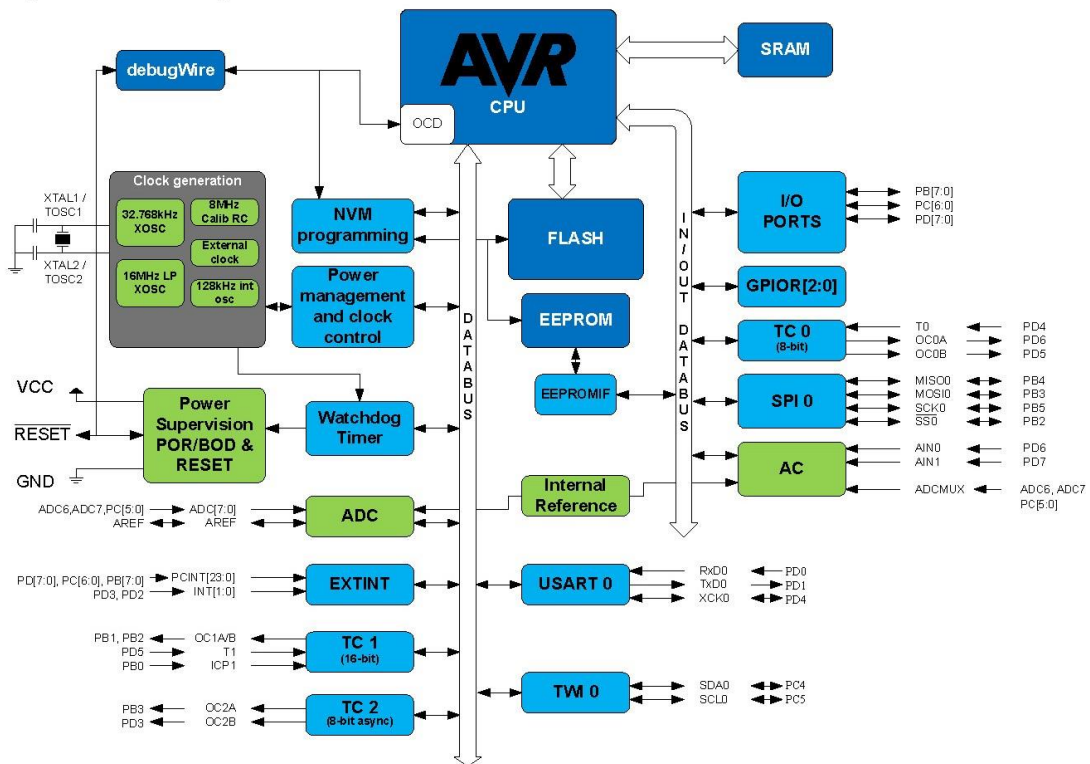 AVR
CPU
OCD
SRAM
debugWire
Clock generation
XTAL1 /
TOSC1
32.768kHz
XOSC
8MHz
Calib RC
External
clock
XTAL2 /
TOSC2
16MHz LP
XOSC
128kHz int
osc
NVM
programming
FLASH
Power
management
and clock
control
EEPROM
EEPROMIF
DATABUS
IN/OUT DATABUS
I/O
PORTS
PB[7:0]
PC[6:0]
PD[7:0]
GPIOR[2:0]
TC 0
(8-bit)
T0 PD4
OC0A PD6
OC0B PD5
SPI 0
MISO0 PB4
MOSI0 PB3
SCK0 PB5
SS0 PB2
AC
AIN0 PD6
AIN1 PD7
ADCMUX ADC6, ADC7
PC[5:0]
VCC
RESET
GND
Power
Supervision
POR/BOD &
RESET
Watchdog
Timer
Internal
Reference
ADC6,ADC7,PC[5:0] ADC[7:0]
AREF AREF
ADC
PD[7:0], PC[6:0], PB[7:0] PCINT[23:0]
PD3, PD2 INT[1:0]
EXTINT
USART 0
RxD0 PD0
TxD0 PD1
XCK0 PD4
PB1, PB2 OC1A/B
PD5 T1
PB0 ICP1
TC 1
(16-bit)
TWI 0
SDA0 PC4
SCL0 PC5
PB3 OC2A
PD3 OC2B
TC 2
(8-bit async)